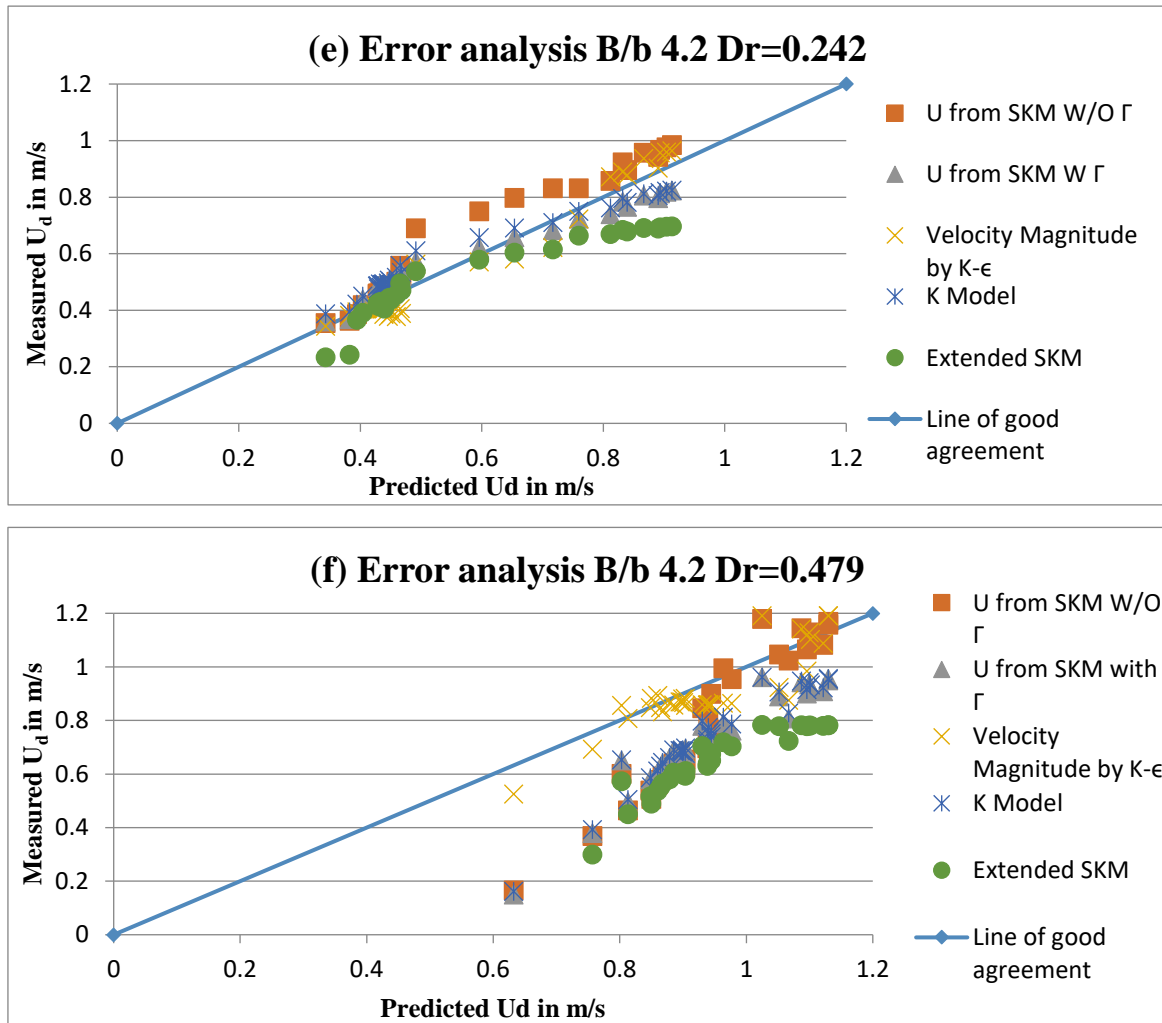 (e) Error analysis B/b 4.2 Dr=0.242
Measured Ud in m/s
1.2
1
0.8
0.6
0.4
0.2
0
0
0.2
0.4
0.6
0.8
1
1.2
Predicted Ud in m/s
U from SKM W/O Γ
U from SKM W Γ
Velocity Magnitude
by K-ϵ
K Model
Extended SKM
Line of good
agreement
(f) Error analysis B/b 4.2 Dr=0.479
Measured Ud in m/s
1.2
1
0.8
0.6
0.4
0.2
0
0
0.2
0.4
0.6
0.8
1
1.2
Predicted Ud in m/s
U from SKM W/O
Γ
U from SKM with
Γ
Velocity
Magnitude by K-ϵ
K Model
Extended SKM
Line of good
agreement